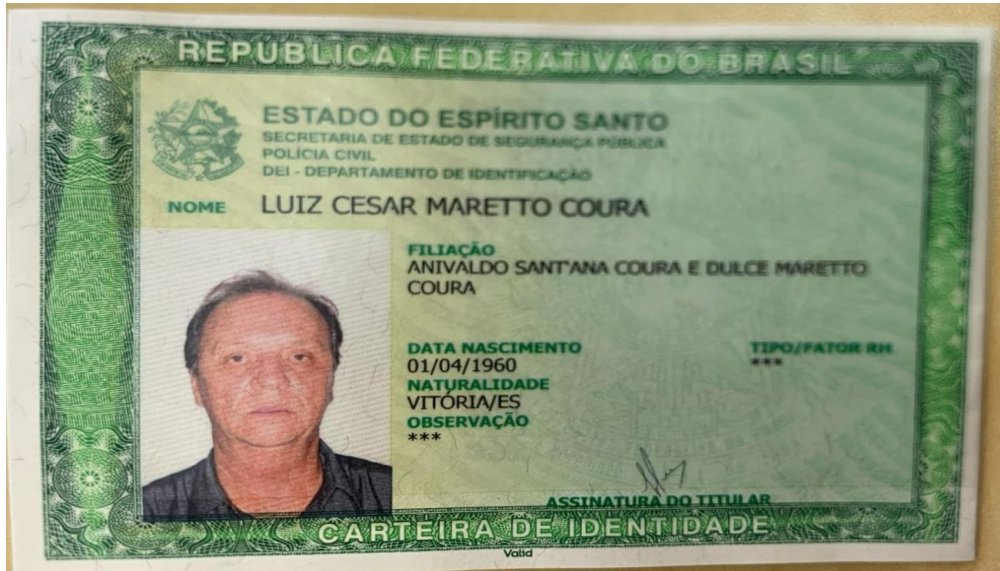 REPÚBLICA FEDERATIVA DO BRASIL
ESTADO DO ESPÍRITO SANTO
SECRETARIA DE ESTADO DE SEGURANÇA PÚBLICA
POLÍCIA CIVIL
DEI - DEPARTAMENTO DE IDENTIFICAÇÃO
NOME LUIZ CESAR MARETTO COURA
FILIAÇÃO
ANIVALDO SANT'ANA COURA E DULCE MARETTO
COURA
DATA NASCIMENTO TIPO/FATOR RH
01/04/1960 ***
NATURALIDADE
VITÓRIA/ES
OBSERVAÇÃO
***
ASSINATURA DO TITULAR
CARTEIRA DE IDENTIDADE
Valid